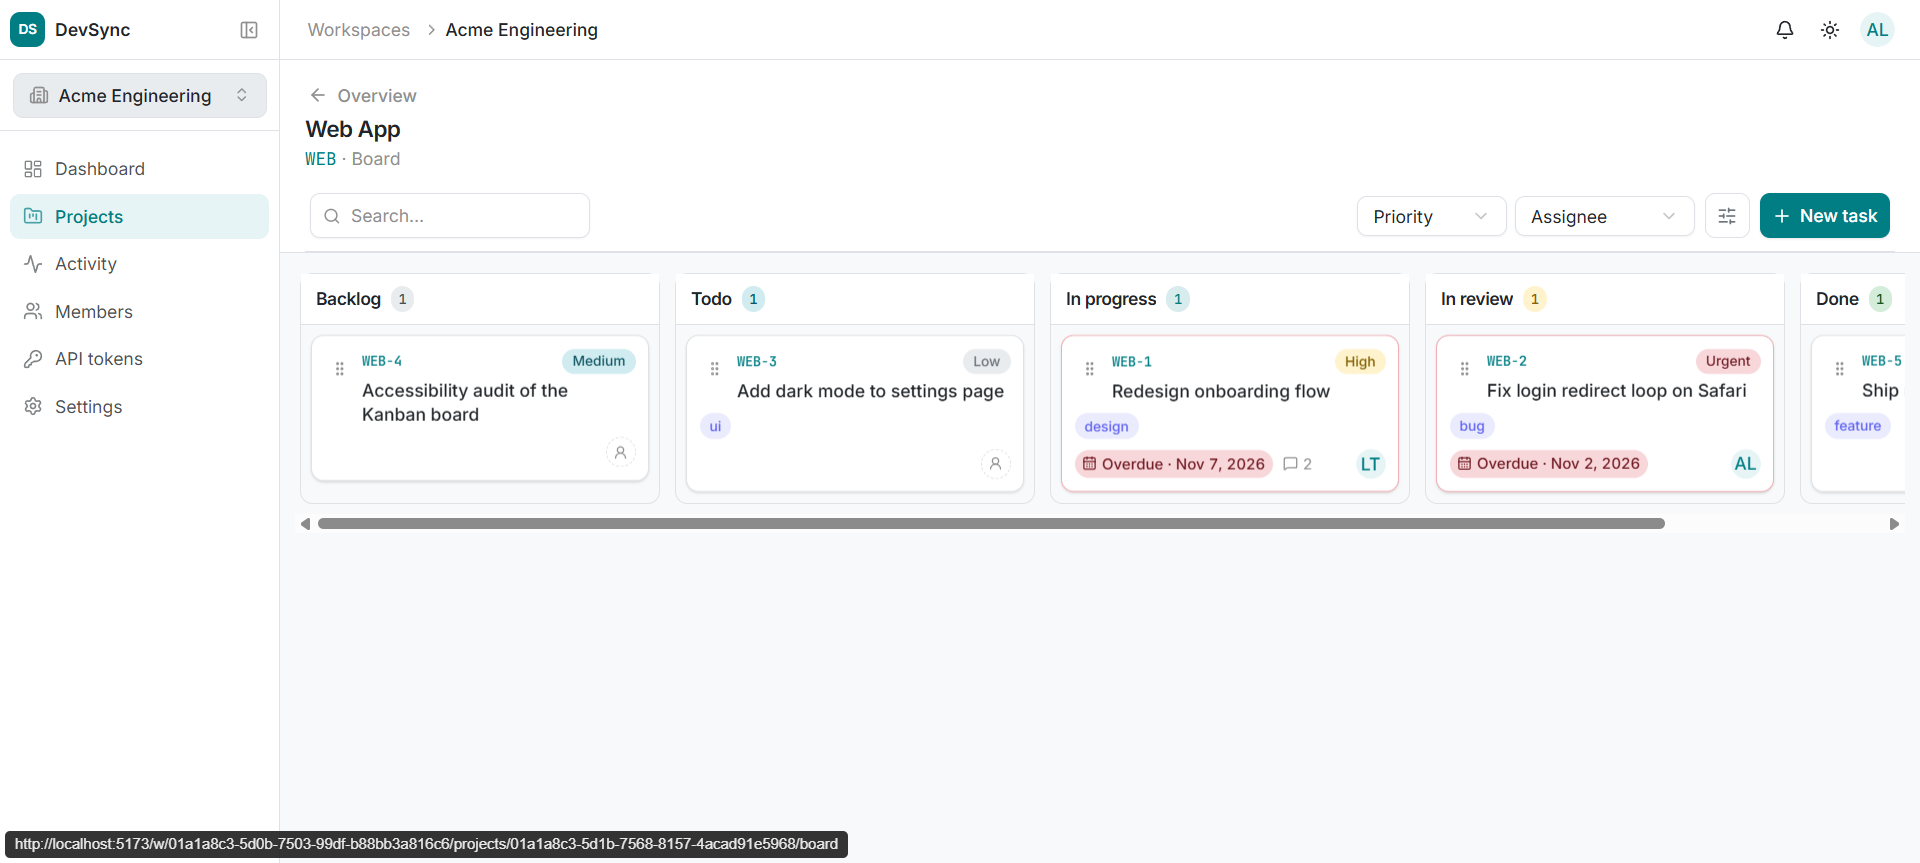 DS DevSync
Workspaces > Acme Engineering
AL
Acme Engineering
Dashboard
Projects
Activity
Members
API tokens
Settings
Overview
Web App
WEB · Board
Search...
Priority
Assignee
New task
Backlog 1
WEB-4
Medium
Accessibility audit of the
Kanban board
Todo 1
WEB-3
Low
Add dark mode to settings page
ui
In progress 1
WEB-1
High
Redesign onboarding flow
design
Overdue · Nov 7, 2026
2
LT
In review 1
WEB-2
Urgent
Fix login redirect loop on Safari
bug
Overdue · Nov 2, 2026
AL
Done 1
WEB-5
Ship
feature
http://localhost:5173/w/01a1a8c3-5d0b-7503-99df-b88bb3a816c6/projects/01a1a8c3-5d1b-7568-8157-4acad91e5968/board